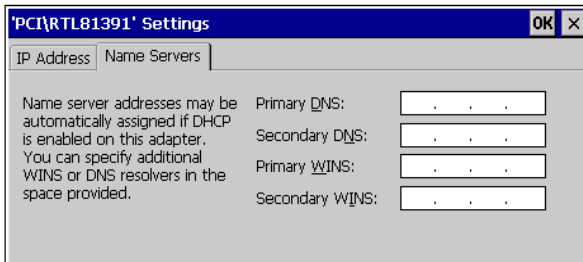 'PCI\RTL81391' Settings
OK ×
IP Address Name Servers
Name server addresses may be
automatically assigned if DHCP
is enabled on this adapter.
You can specify additional
WINS or DNS resolvers in the
space provided.
Primary DNS: . . .
Secondary DNS: . . .
Primary WINS: . . .
Secondary WINS: . . .